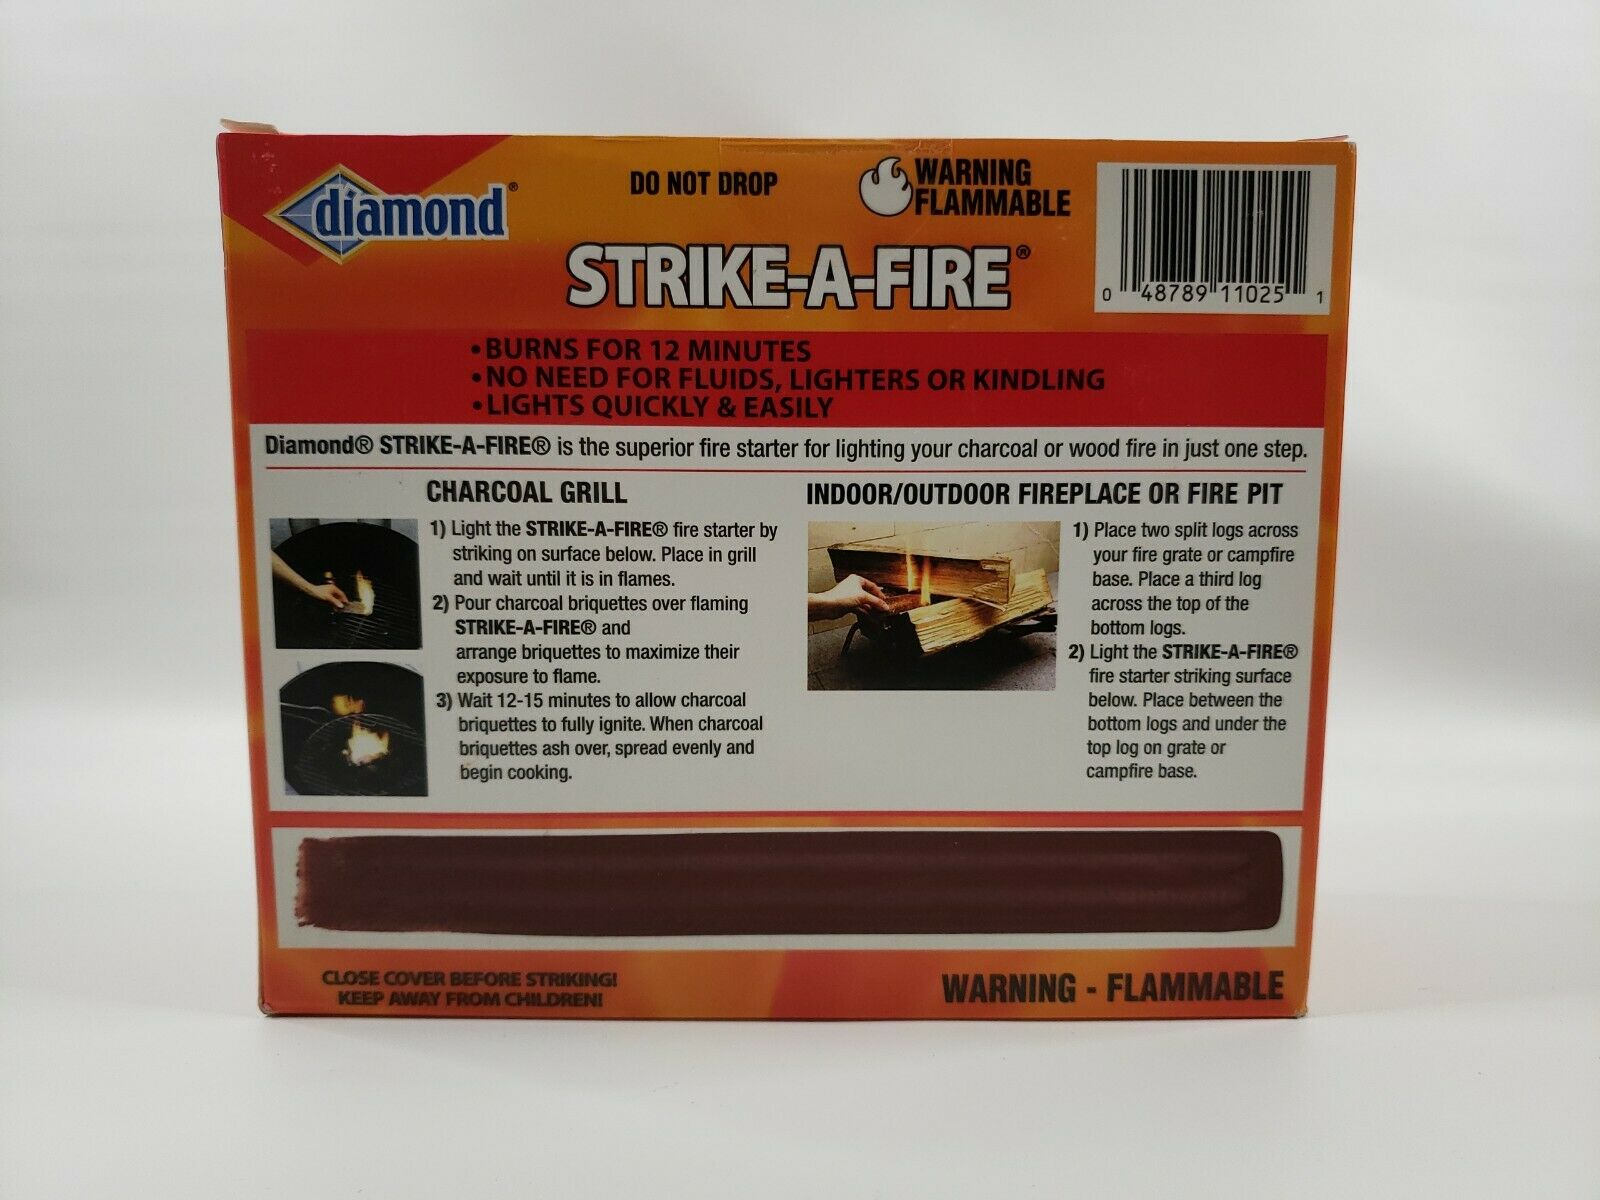 diamond®
DO NOT DROP
WARNING
FLAMMABLE
STRIKE-A-FIRE®
0 48789 11025 1
•BURNS FOR 12 MINUTES
•NO NEED FOR FLUIDS, LIGHTERS OR KINDLING
•LIGHTS QUICKLY & EASILY
Diamond® STRIKE-A-FIRE® is the superior fire starter for lighting your charcoal or wood fire in just one step.
CHARCOAL GRILL
1) Light the STRIKE-A-FIRE® fire starter by
striking on surface below. Place in grill
and wait until it is in flames.
2) Pour charcoal briquettes over flaming
STRIKE-A-FIRE® and
arrange briquettes to maximize their
exposure to flame.
3) Wait 12-15 minutes to allow charcoal
briquettes to fully ignite. When charcoal
briquettes ash over, spread evenly and
begin cooking.
INDOOR/OUTDOOR FIREPLACE OR FIRE PIT
1) Place two split logs across
your fire grate or campfire
base. Place a third log
across the top of the
bottom logs.
2) Light the STRIKE-A-FIRE®
fire starter striking surface
below. Place between the
bottom logs and under the
top log on grate or
campfire base.
CLOSE COVER BEFORE STRIKING!
KEEP AWAY FROM CHILDREN!
WARNING - FLAMMABLE